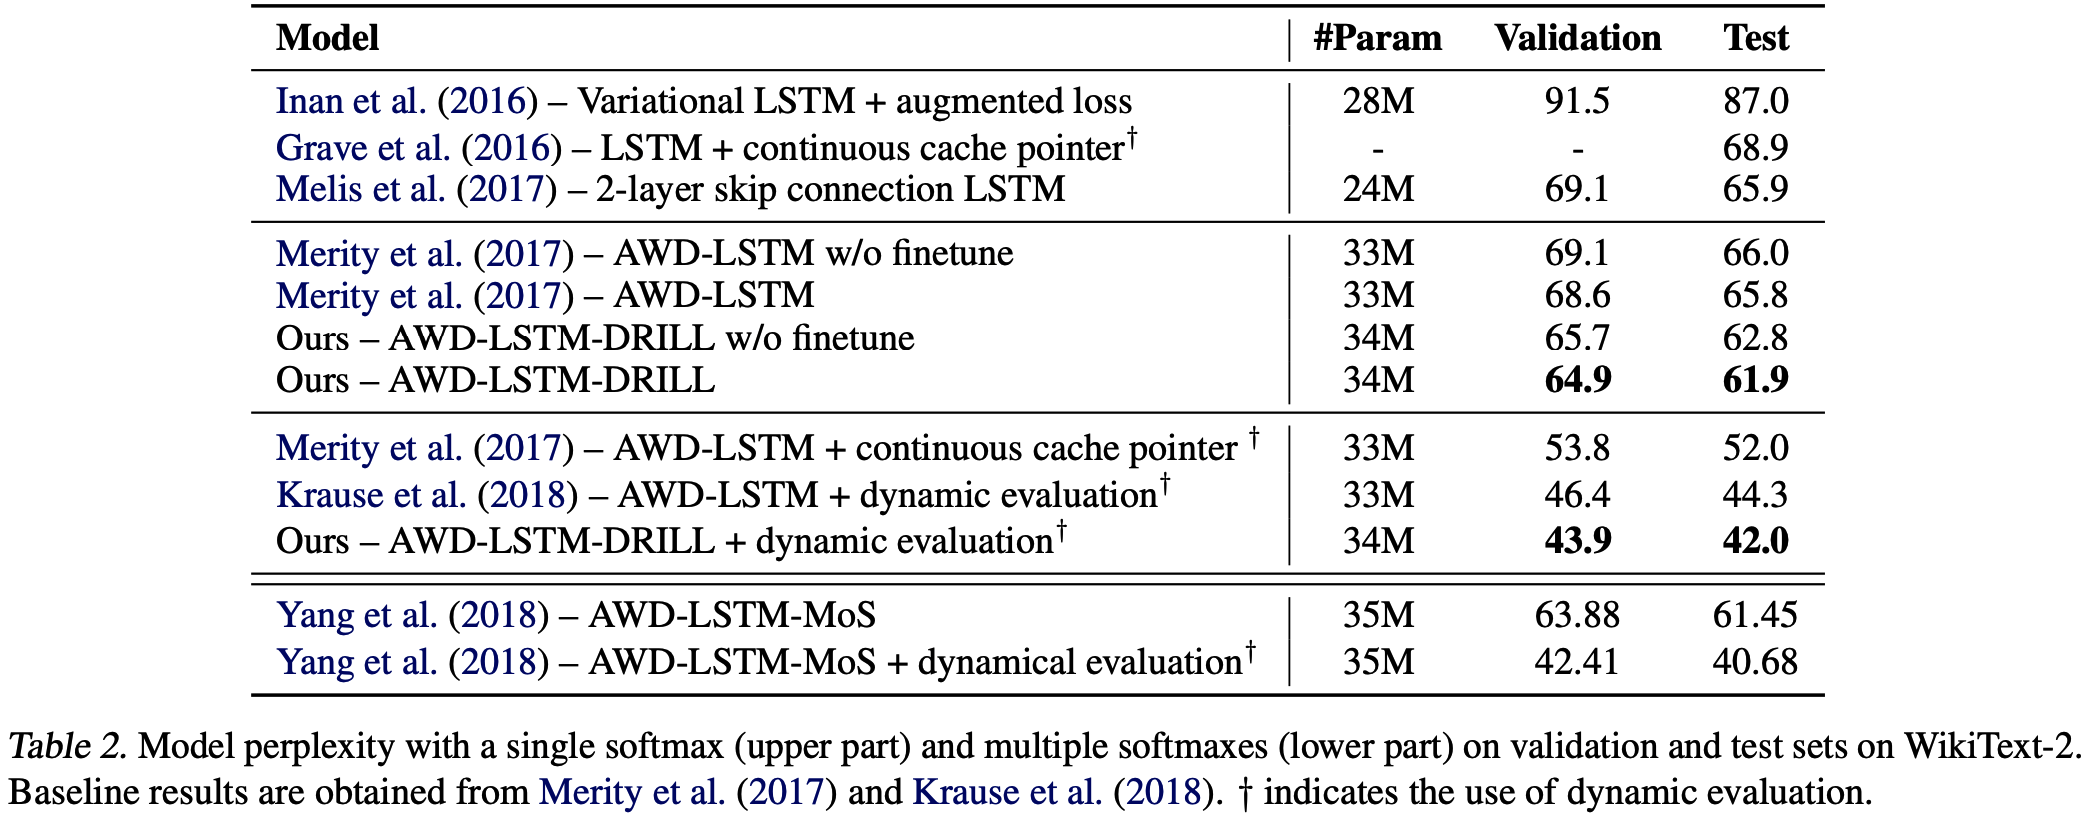 Model #Param Validation Test
Inan et al. (2016) – Variational LSTM + augmented loss 28M 91.5 87.0
Grave et al. (2016) – LSTM + continuous cache pointer† - - 68.9
Melis et al. (2017) – 2-layer skip connection LSTM 24M 69.1 65.9
Merity et al. (2017) – AWD-LSTM w/o finetune 33M 69.1 66.0
Merity et al. (2017) – AWD-LSTM 33M 68.6 65.8
Ours – AWD-LSTM-DRILL w/o finetune 34M 65.7 62.8
Ours – AWD-LSTM-DRILL 34M 64.9 61.9
Merity et al. (2017) – AWD-LSTM + continuous cache pointer † 33M 53.8 52.0
Krause et al. (2018) – AWD-LSTM + dynamic evaluation† 33M 46.4 44.3
Ours – AWD-LSTM-DRILL + dynamic evaluation† 34M 43.9 42.0
Yang et al. (2018) – AWD-LSTM-MoS 35M 63.88 61.45
Yang et al. (2018) – AWD-LSTM-MoS + dynamical evaluation† 35M 42.41 40.68
Table 2. Model perplexity with a single softmax (upper part) and multiple softmaxes (lower part) on validation and test sets on WikiText-2.
Baseline results are obtained from Merity et al. (2017) and Krause et al. (2018). † indicates the use of dynamic evaluation.